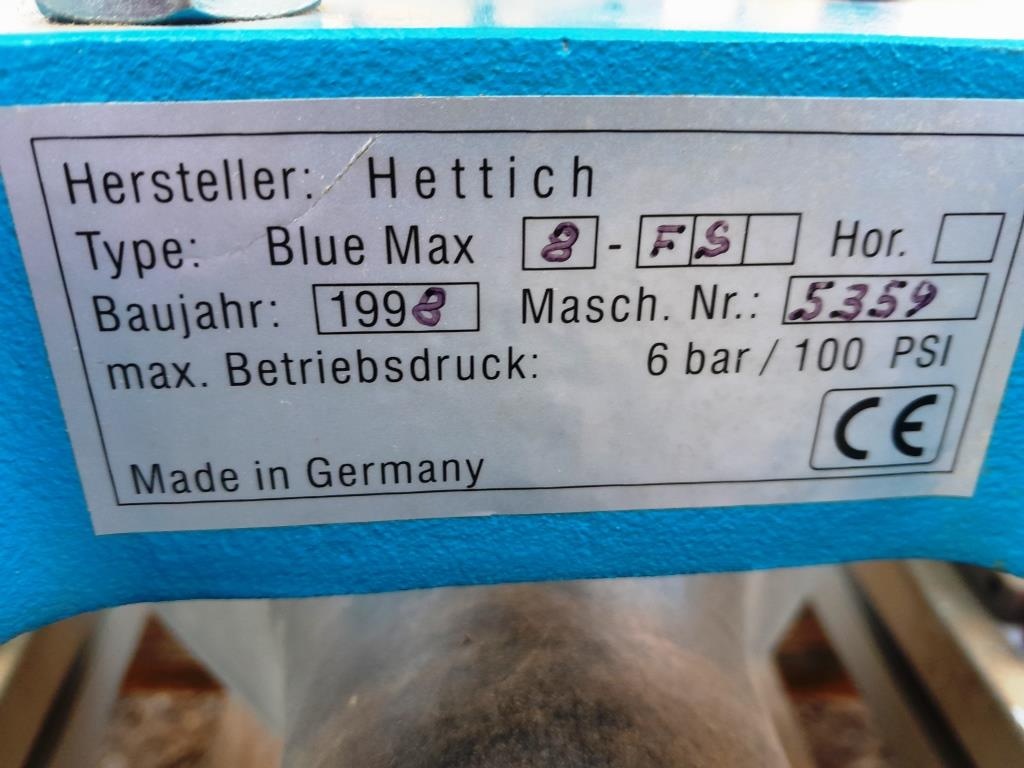 Hersteller: Hettich
Type: Blue Max 8 - FS Hor.
Baujahr: 1998 Masch. Nr.: 5359
max. Betriebsdruck: 6 bar / 100 PSI
CE
Made in Germany